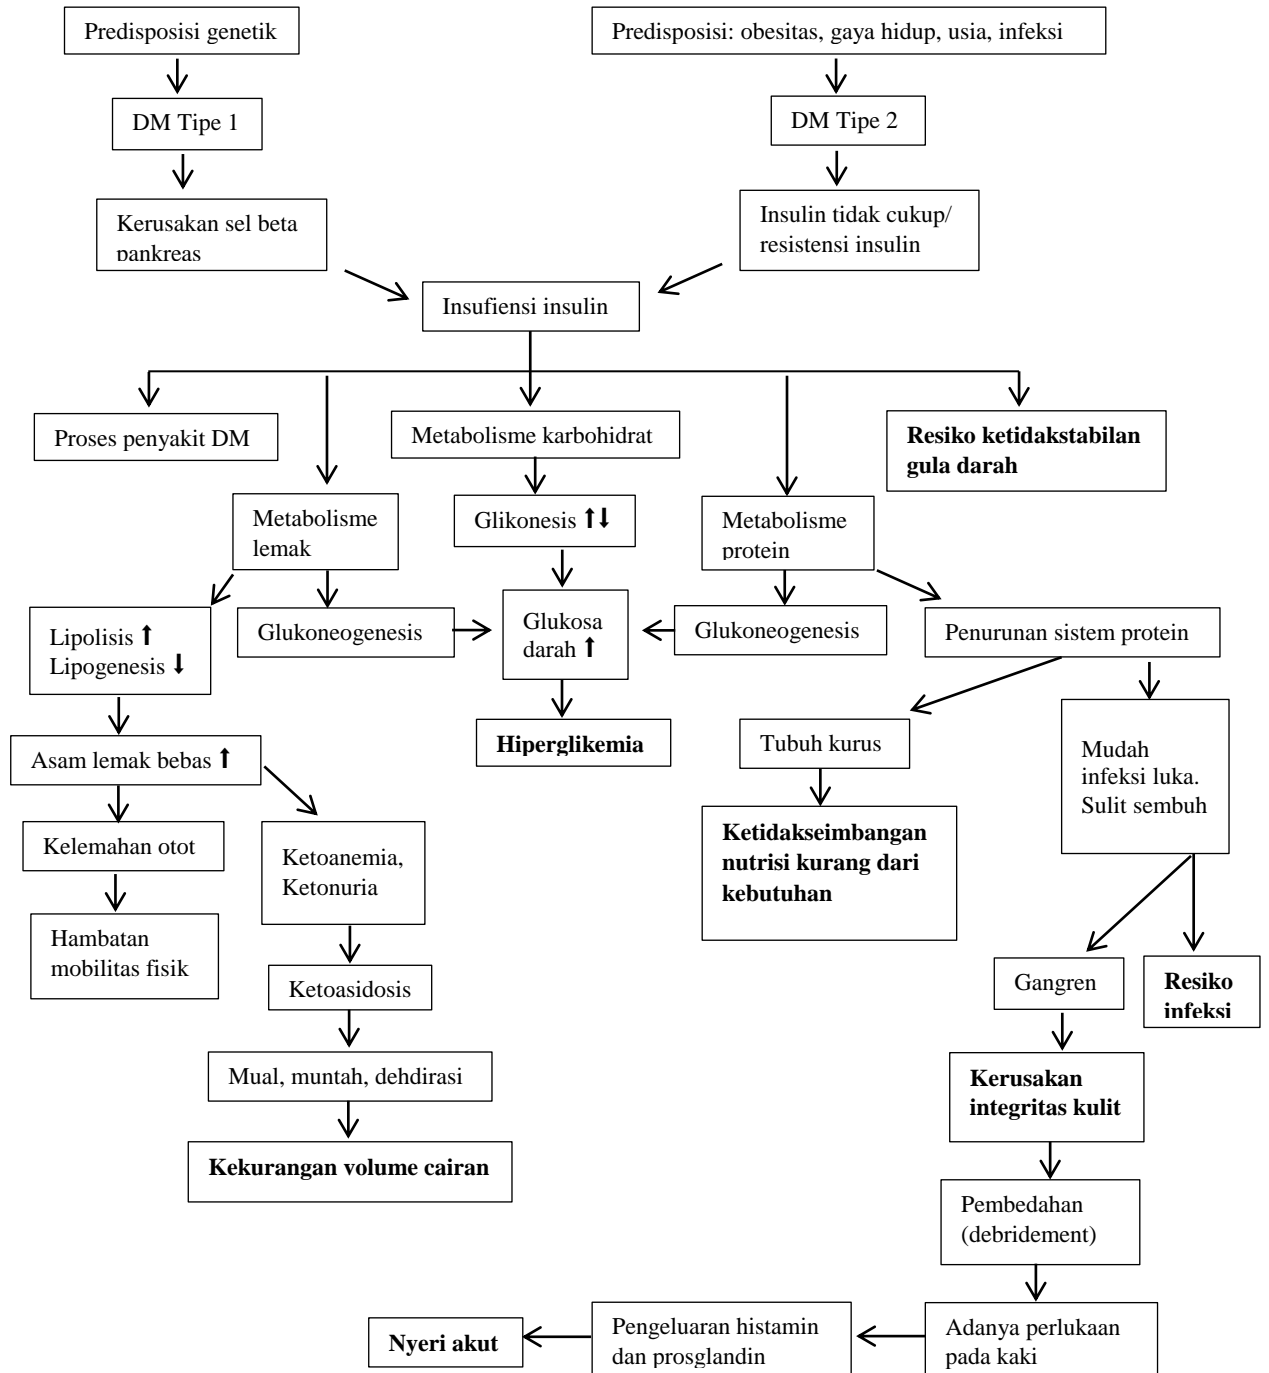 Predisposisi genetik
Predisposisi: obesitas, gaya hidup, usia, infeksi
DM Tipe 1
DM Tipe 2
Kerusakan sel beta
pankreas
Insulin tidak cukup/
resistensi insulin
Insufiensi insulin
Proses penyakit DM
Metabolisme karbohidrat
Resiko ketidakstabilan
gula darah
Metabolisme
lemak
Glikonesis ⬆⬇
Metabolisme
protein
Lipolisis ⬆
Lipogenesis ⬇
Glukoneogenesis
Glukosa
darah ⬆
Glukoneogenesis
Penurunan sistem protein
Asam lemak bebas ⬆
Hiperglikemia
Tubuh kurus
Mudah
infeksi luka.
Sulit sembuh
Kelemahan otot
Ketoanemia,
Ketonuria
Ketidakseimbangan
nutrisi kurang dari
kebutuhan
Hambatan
mobilitas fisik
Ketoasidosis
Gangren
Resiko
infeksi
Mual, muntah, dehdirasi
Kerusakan
integritas kulit
Kekurangan volume cairan
Pembedahan
(debridement)
Nyeri akut
Pengeluaran histamin
dan prosglandin
Adanya perlukaan
pada kaki